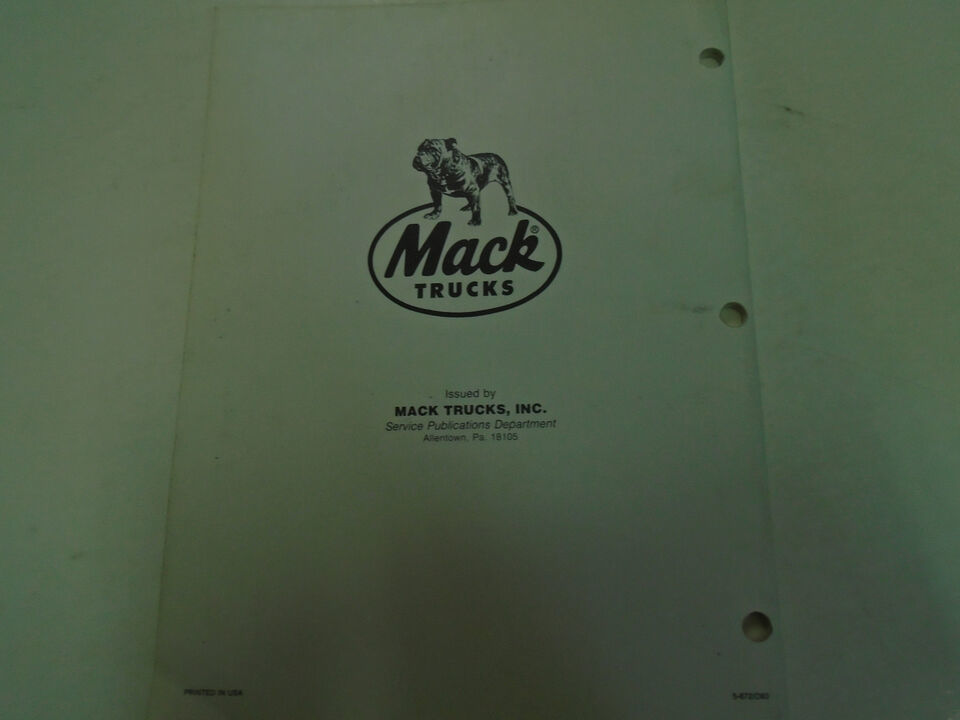 Mack®
TRUCKS
Issued by
MACK TRUCKS, INC.
Service Publications Department
Allentown, Pa. 18105
PRINTED IN USA